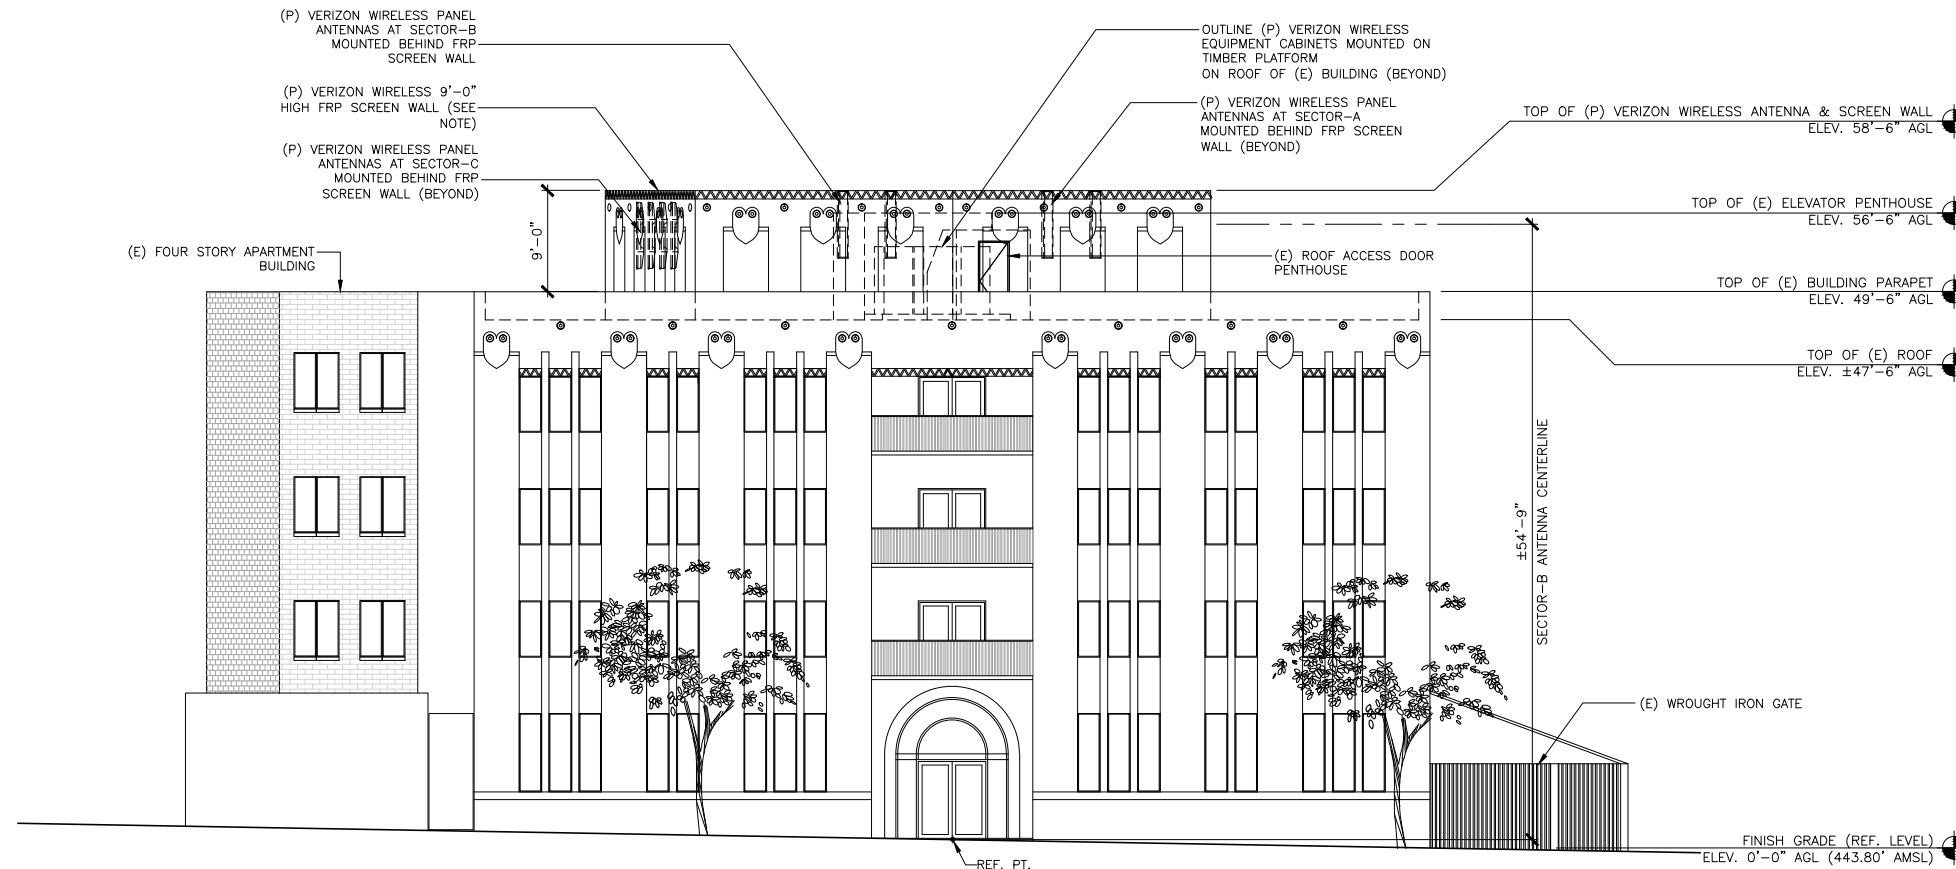 (P) VERIZON WIRELESS PANEL
ANTENNAS AT SECTOR-B
MOUNTED BEHIND FRP
SCREEN WALL
(P) VERIZON WIRELESS 9'-0"
HIGH FRP SCREEN WALL (SEE
NOTE)
(P) VERIZON WIRELESS PANEL
ANTENNAS AT SECTOR-C
MOUNTED BEHIND FRP
SCREEN WALL (BEYOND)
(E) FOUR STORY APARTMENT
BUILDING
9'-0"
OUTLINE (P) VERIZON WIRELESS
EQUIPMENT CABINETS MOUNTED ON
TIMBER PLATFORM
ON ROOF OF (E) BUILDING (BEYOND)
(P) VERIZON WIRELESS PANEL
ANTENNAS AT SECTOR-A
MOUNTED BEHIND FRP SCREEN
WALL (BEYOND)
(E) ROOF ACCESS DOOR
PENTHOUSE
TOP OF (P) VERIZON WIRELESS ANTENNA & SCREEN WALL
ELEV. 58'-6" AGL
TOP OF (E) ELEVATOR PENTHOUSE
ELEV. 56'-6" AGL
TOP OF (E) BUILDING PARAPET
ELEV. 49'-6" AGL
TOP OF (E) ROOF
ELEV. ±47'-6" AGL
±54'-9"
SECTOR-B ANTENNA CENTERLINE
(E) WROUGHT IRON GATE
FINISH GRADE (REF. LEVEL)
ELEV. 0'-0" AGL (443.80' AMSL)
REF. PT.